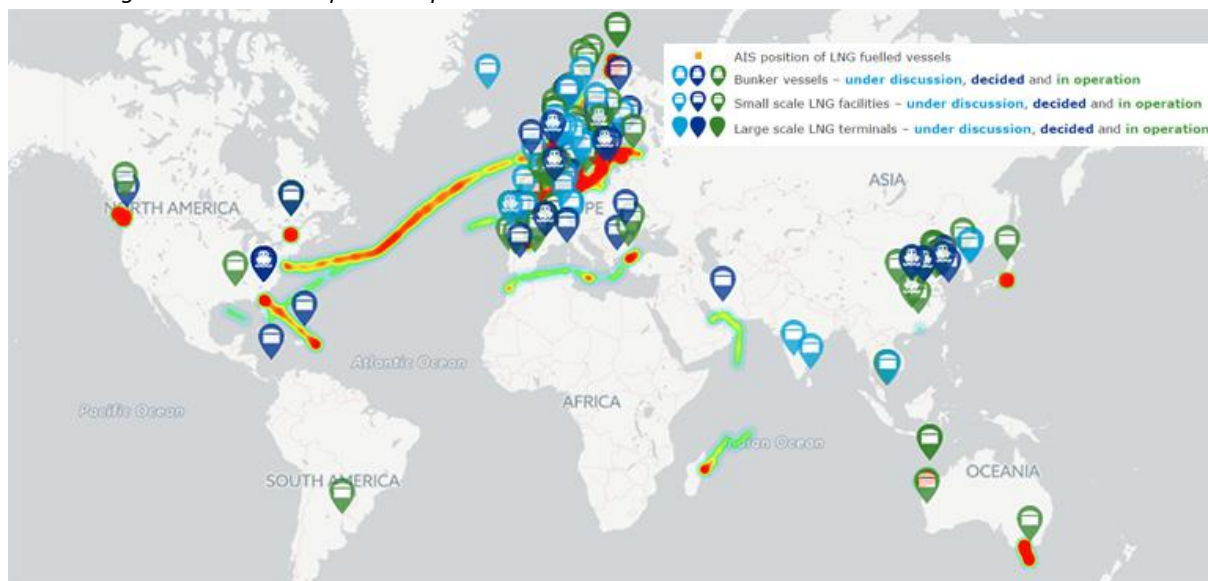 AIS position of LNG fuelled vessels
Bunker vessels – under discussion, decided and in operation
Small scale LNG facilities – under discussion, decided and in operation
Large scale LNG terminals – under discussion, decided and in operation
ASIA
NORTH AMERICA
PE
Atlantic Ocean
AFRICA
Pacific Ocean
Indian Ocean
OCEANIA
SOUTH AMERICA